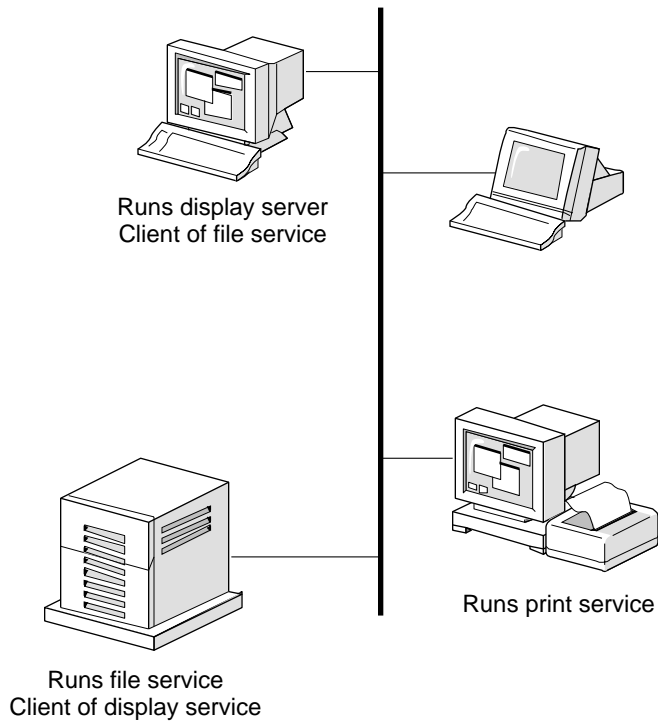 Runs display server
Client of file service
Runs print service
Runs file service
Client of display service